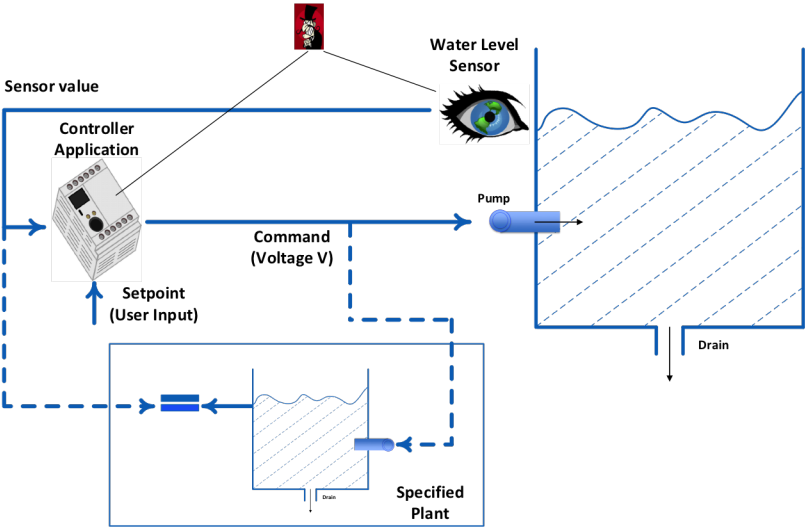 Water Level
Sensor
Sensor value
Controller
Application
Pump
Command
(Voltage V)
Setpoint
(User Input)
Drain
Drain
Specified
Plant